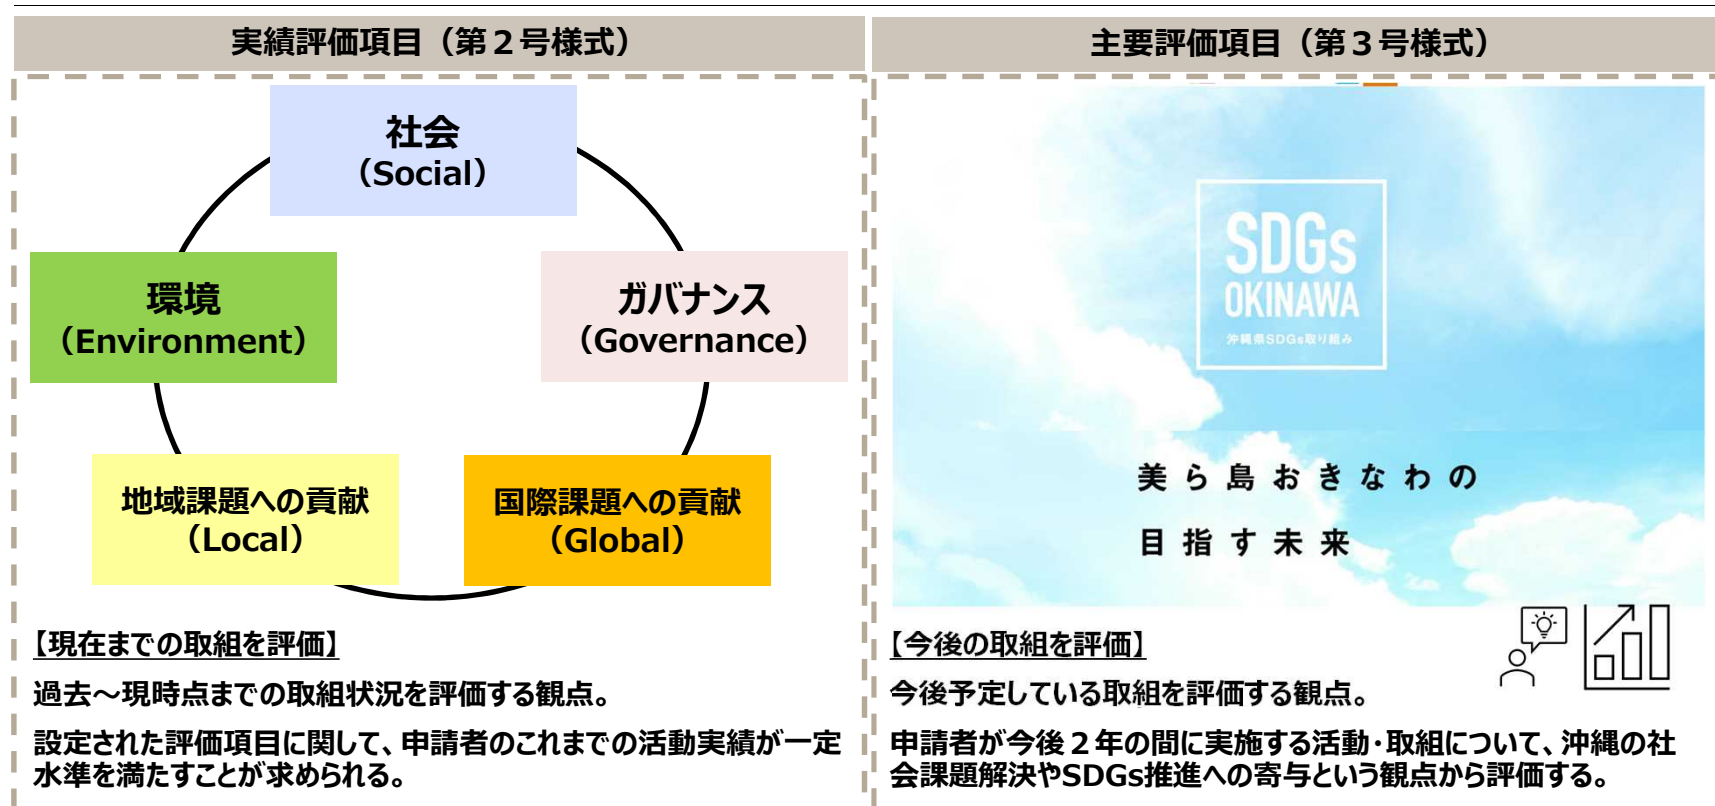 実績評価項目（第２号様式）
社会
（Social）
環境
（Environment）
ガバナンス
（Governance）
地域課題への貢献
（Local）
国際課題への貢献
（Global）
【現在までの取組を評価】
過去～現時点までの取組状況を評価する観点。
設定された評価項目に関して、申請者のこれまでの活動実績が一定
水準を満たすことが求められる。
主要評価項目（第３号様式）
SDGs
OKINAWA
沖縄県SDGs取り組み
美ら島おきなわの
目指す未来
【今後の取組を評価】
今後予定している取組を評価する観点。
申請者が今後２年の間に実施する活動・取組について、沖縄の社
会課題解決やSDGs推進への寄与という観点から評価する。